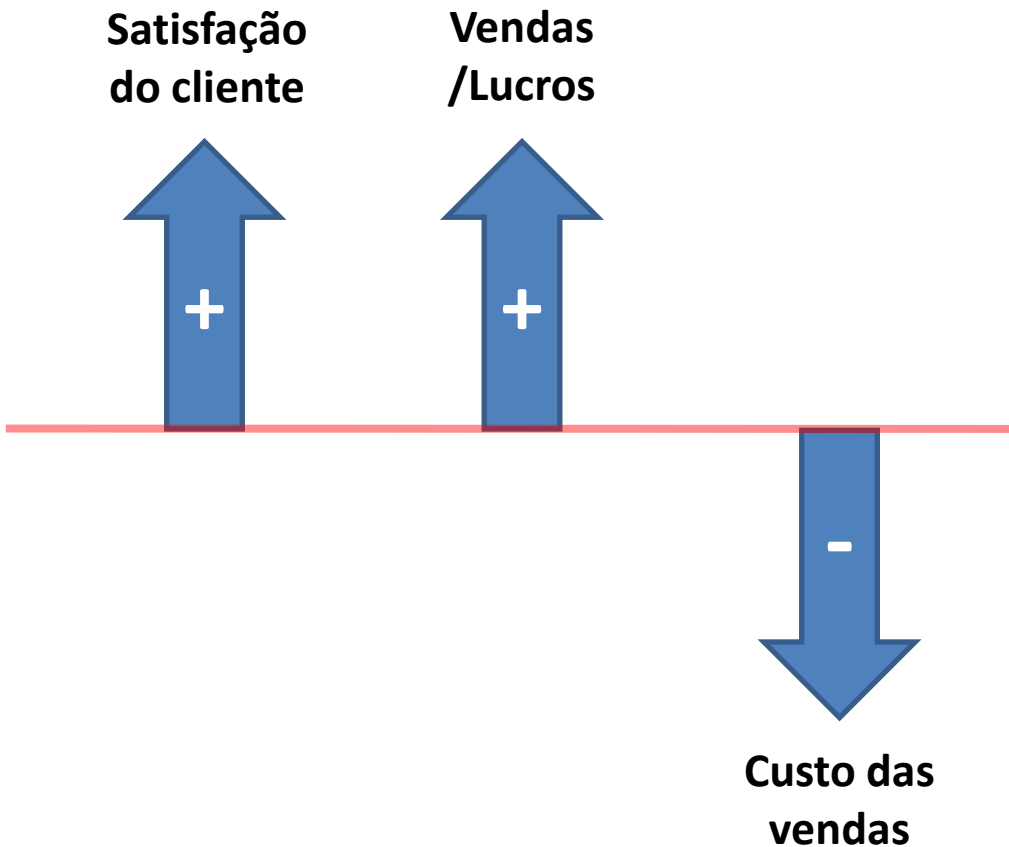 Satisfação
do cliente
Vendas
/Lucros
+
+
-
Custo das
vendas